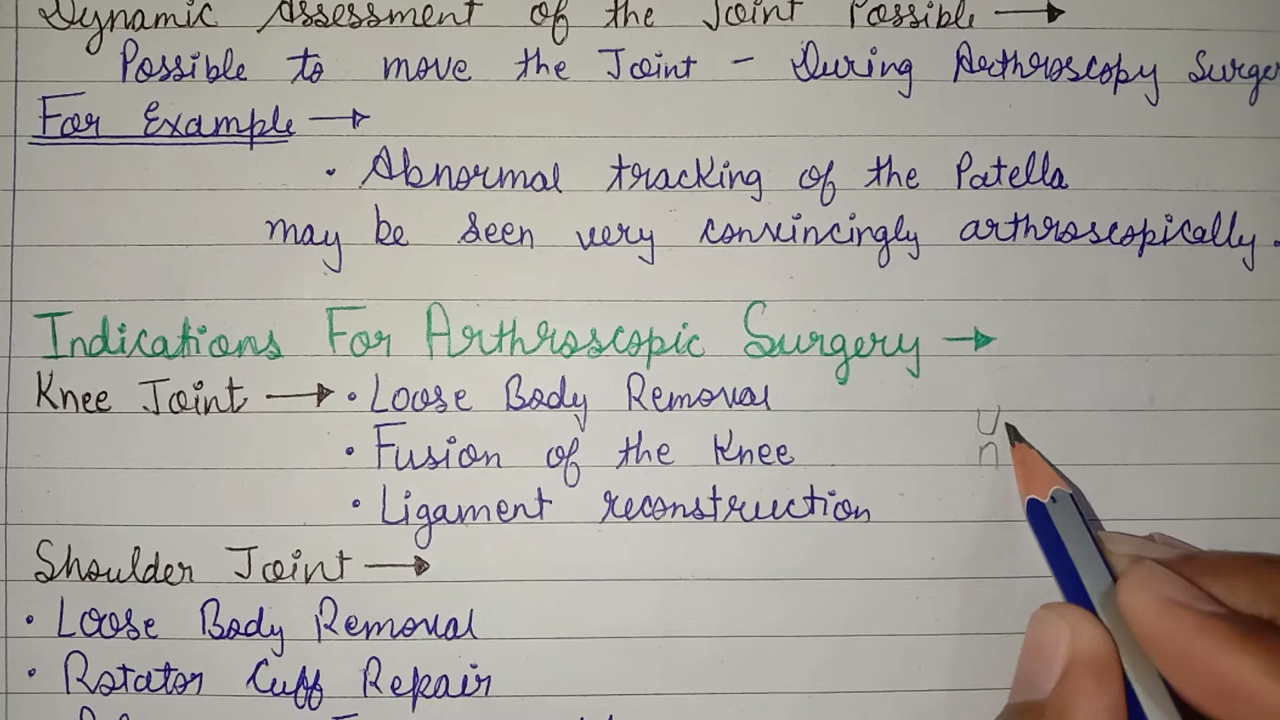 Dynamic Assessment of the Joint Possible →
Possible to move the Joint - During Arthroscopy Surge
For Example →
• Abnormal tracking of the Patella
may be seen very convincingly arthroscopically.
Indications For Arthroscopic Surgery →
Knee Joint → • Loose Body Removal
• Fusion of the Knee
• Ligament reconstruction
Shoulder Joint →
• Loose Body Removal
• Rotator Cuff Repair